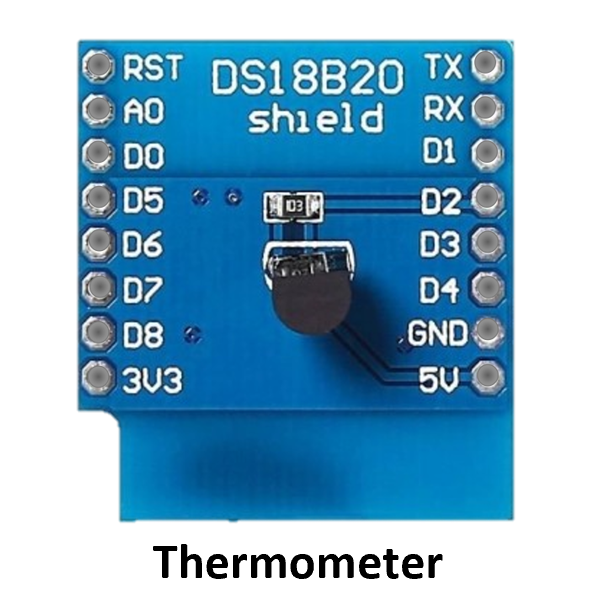 DS18B20
shield
RST
A0
D0
D5
D6
D7
D8
3V3
TX
RX
D1
D2
D3
D4
GND
5V
103
Thermometer